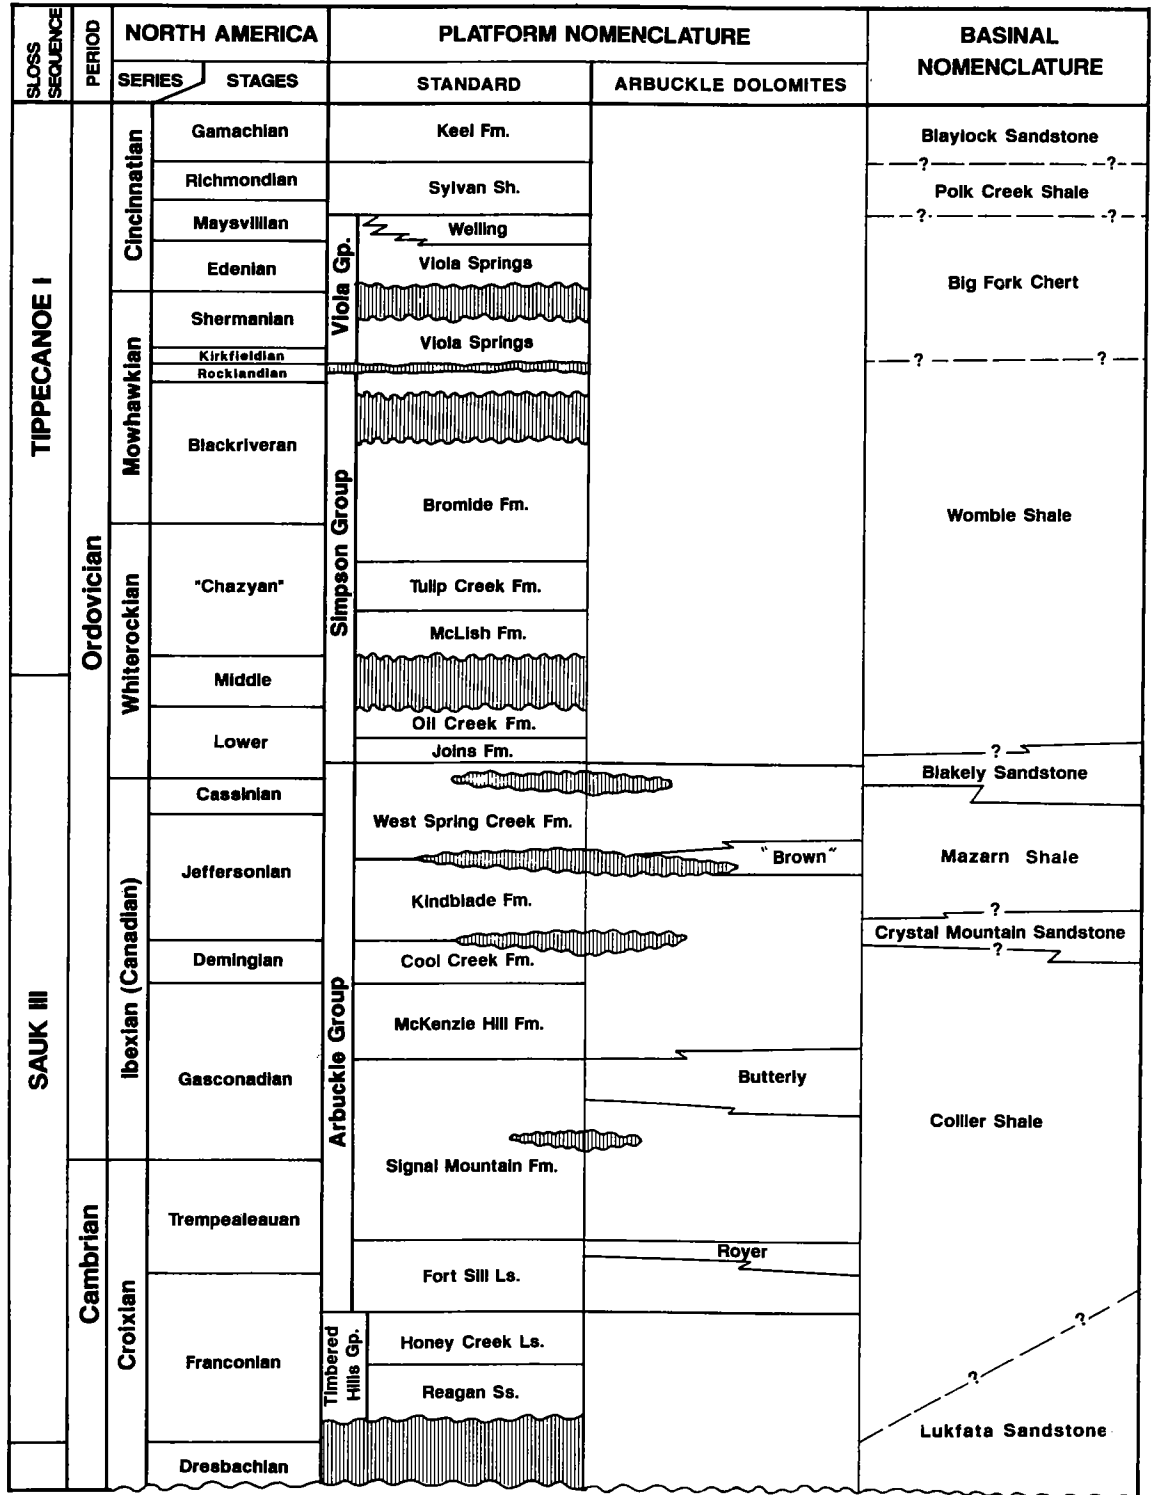 SLOSS SEQUENCE
PERIOD
NORTH AMERICA
SERIES
STAGES
PLATFORM NOMENCLATURE
STANDARD
ARBUCKLE DOLOMITES
BASINAL
NOMENCLATURE
TIPPECANOE I
SAUK III
Ordovician
Cambrian
Cincinnatian
Mowhawkian
Whiterockian
Ibexian (Canadian)
Croixian
Gamachian
Richmondian
Maysvillian
Edenian
Shermanian
Kirkfieldian
Rocklandian
Blackriveran
"Chazyan"
Middle
Lower
Cassinian
Jeffersonian
Demingian
Gasconadian
Trempealeauan
Franconian
Dresbachian
Viola Gp.
Simpson Group
Arbuckle Group
Timbered
Hills Gp.
Keel Fm.
Sylvan Sh.
Welling
Viola Springs
Viola Springs
Bromide Fm.
Tulip Creek Fm.
McLish Fm.
Oil Creek Fm.
Joins Fm.
West Spring Creek Fm.
Kindblade Fm.
Cool Creek Fm.
McKenzie Hill Fm.
Signal Mountain Fm.
Fort Sill Ls.
Honey Creek Ls.
Reagan Ss.
"Brown"
Butterly
Royer
Blaylock Sandstone
? ?
Polk Creek Shale
? ?
Big Fork Chert
? ?
Womble Shale
?
Blakely Sandstone
Mazarn Shale
?
Crystal Mountain Sandstone
?
Collier Shale
?
?
Lukfata Sandstone